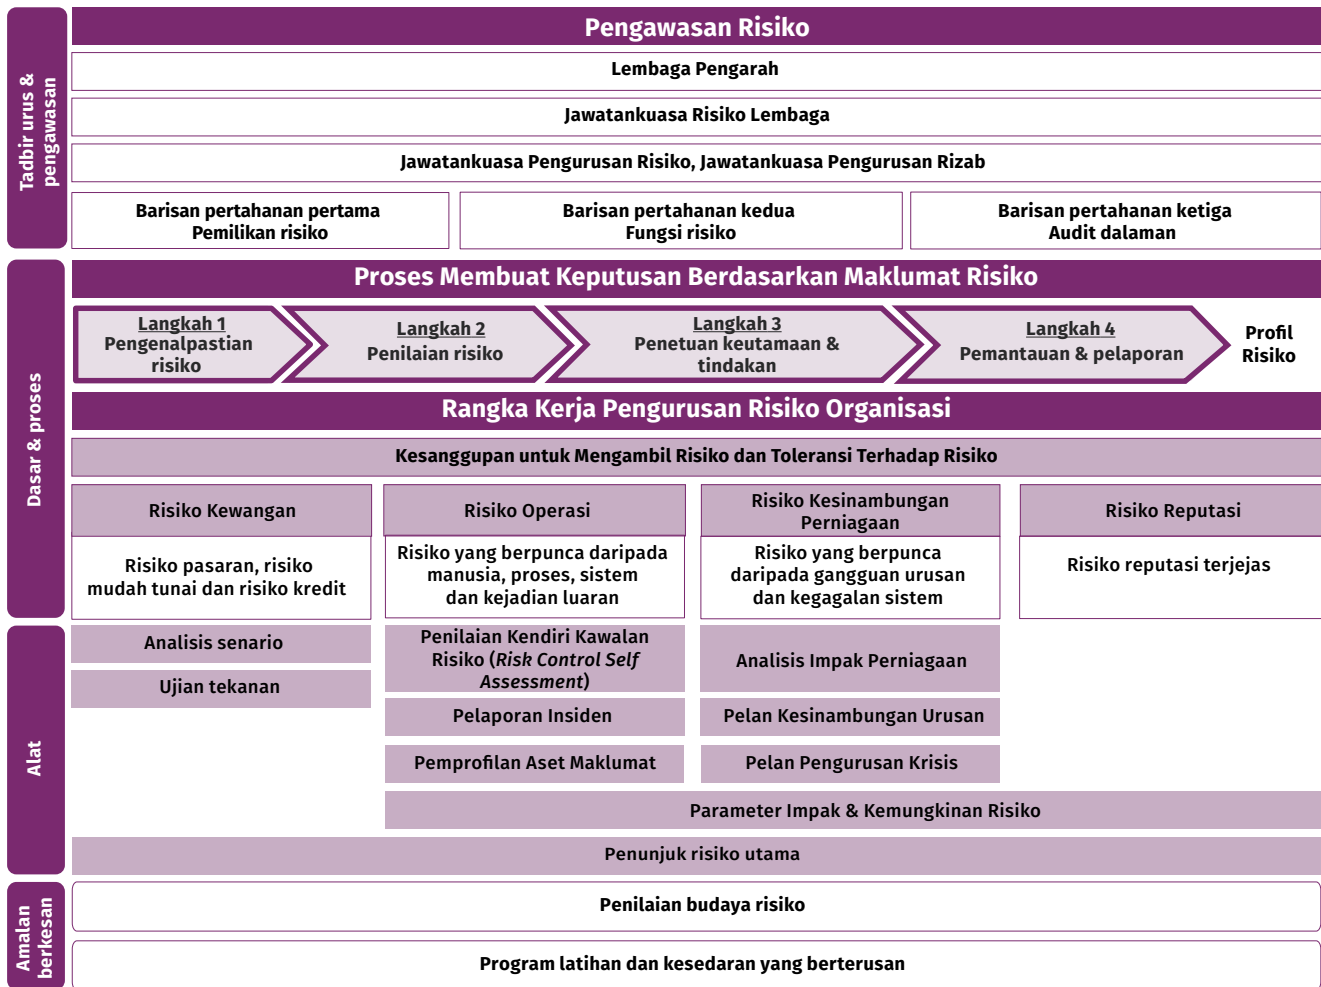 Tadbir urus &
pengawasan
Pengawasan Risiko
Lembaga Pengarah
Jawatankuasa Risiko Lembaga
Jawatankuasa Pengurusan Risiko, Jawatankuasa Pengurusan Rizab
Barisan pertahanan pertama
Pemilikan risiko
Barisan pertahanan kedua
Fungsi risiko
Barisan pertahanan ketiga
Audit dalaman
Dasar & proses
Proses Membuat Keputusan Berdasarkan Maklumat Risiko
Langkah 1
Pengenalpastian
risiko
Langkah 2
Penilaian risiko
Langkah 3
Penetuan keutamaan &
tindakan
Langkah 4
Pemantauan & pelaporan
Profil
Risiko
Rangka Kerja Pengurusan Risiko Organisasi
Kesanggupan untuk Mengambil Risiko dan Toleransi Terhadap Risiko
Risiko Kewangan
Risiko pasaran, risiko
mudah tunai dan risiko kredit
Risiko Operasi
Risiko yang berpunca daripada
manusia, proses, sistem
dan kejadian luaran
Risiko Kesinambungan
Perniagaan
Risiko yang berpunca
daripada gangguan urusan
dan kegagalan sistem
Risiko Reputasi
Risiko reputasi terjejas
Alat
Analisis senario
Ujian tekanan
Penilaian Kendiri Kawalan
Risiko (Risk Control Self
Assessment)
Pelaporan Insiden
Pemprofilan Aset Maklumat
Analisis Impak Perniagaan
Pelan Kesinambungan Urusan
Pelan Pengurusan Krisis
Parameter Impak & Kemungkinan Risiko
Penunjuk risiko utama
Amalan
berkesan
Penilaian budaya risiko
Program latihan dan kesedaran yang berterusan